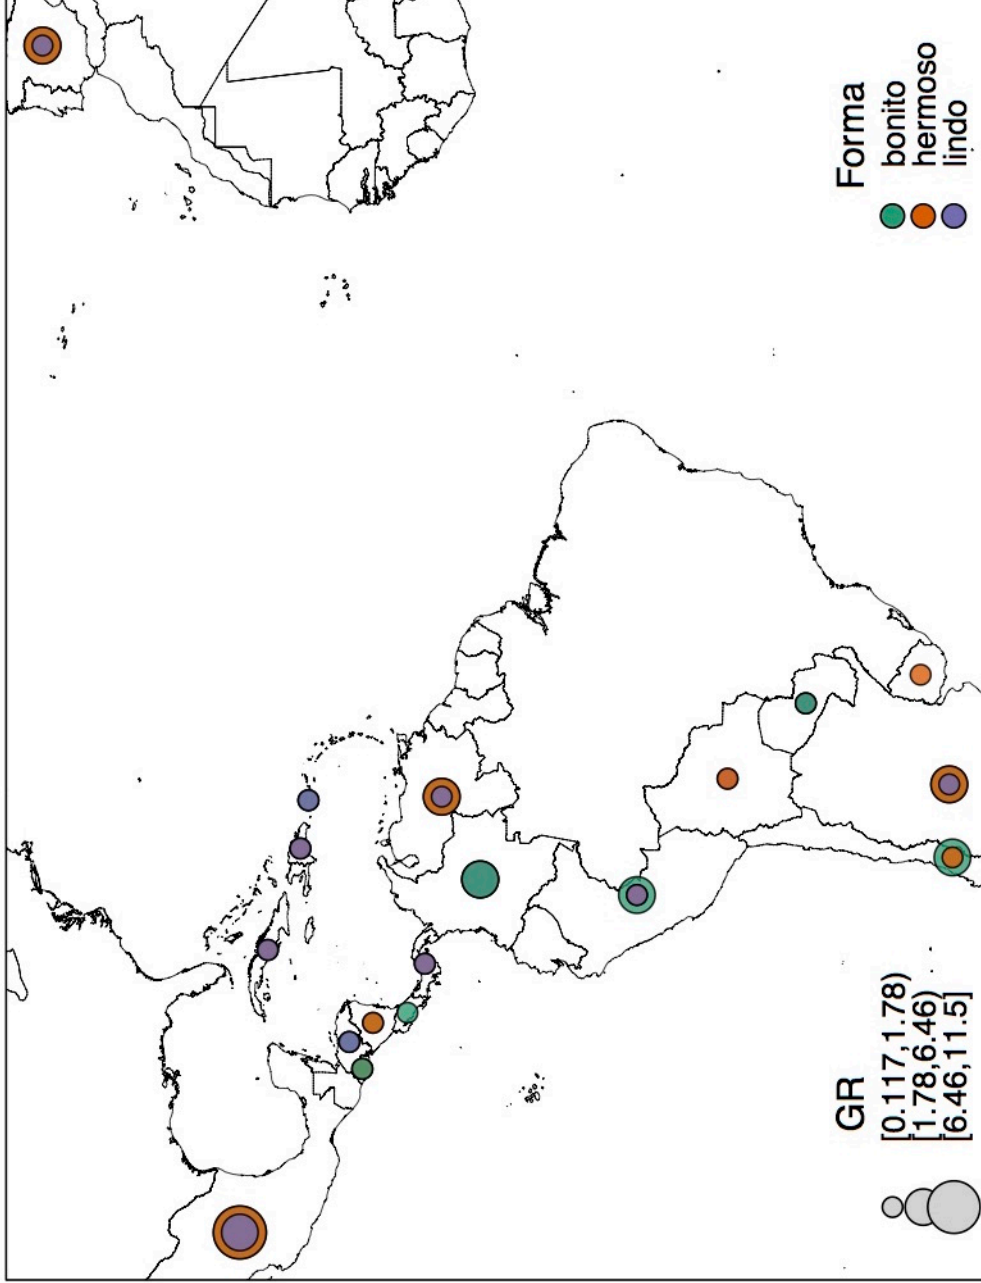 GR
[0.117,1.78)
[1.78,6.46)
[6.46,11.5]
Forma
bonito
hermoso
lindo